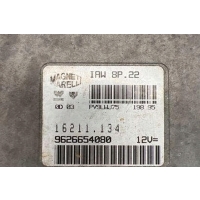 MAGNETI
MARELLI
IAW 8P.22
16211.134
9626654080 12V=